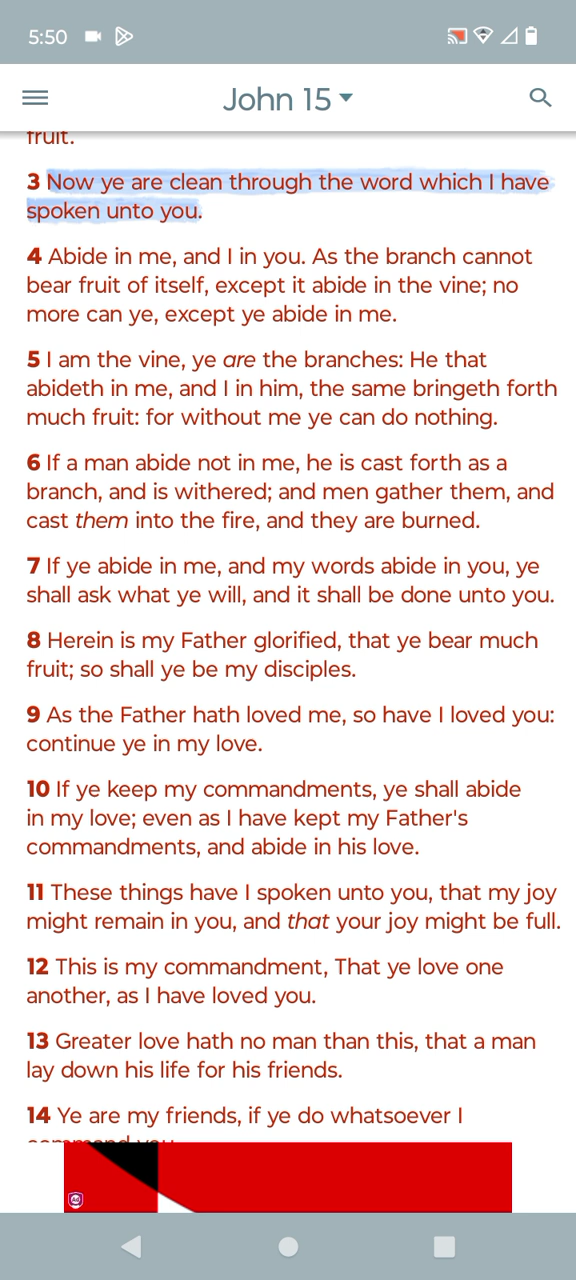 5:50
John 15
fruit.
3 Now ye are clean through the word which I have
spoken unto you.
4 Abide in me, and I in you. As the branch cannot
bear fruit of itself, except it abide in the vine; no
more can ye, except ye abide in me.
5 I am the vine, ye are the branches: He that
abideth in me, and I in him, the same bringeth forth
much fruit: for without me ye can do nothing.
6 If a man abide not in me, he is cast forth as a
branch, and is withered; and men gather them, and
cast them into the fire, and they are burned.
7 If ye abide in me, and my words abide in you, ye
shall ask what ye will, and it shall be done unto you.
8 Herein is my Father glorified, that ye bear much
fruit; so shall ye be my disciples.
9 As the Father hath loved me, so have I loved you:
continue ye in my love.
10 If ye keep my commandments, ye shall abide
in my love; even as I have kept my Father's
commandments, and abide in his love.
11 These things have I spoken unto you, that my joy
might remain in you, and that your joy might be full.
12 This is my commandment, That ye love one
another, as I have loved you.
13 Greater love hath no man than this, that a man
lay down his life for his friends.
14 Ye are my friends, if ye do whatsoever I
command you.